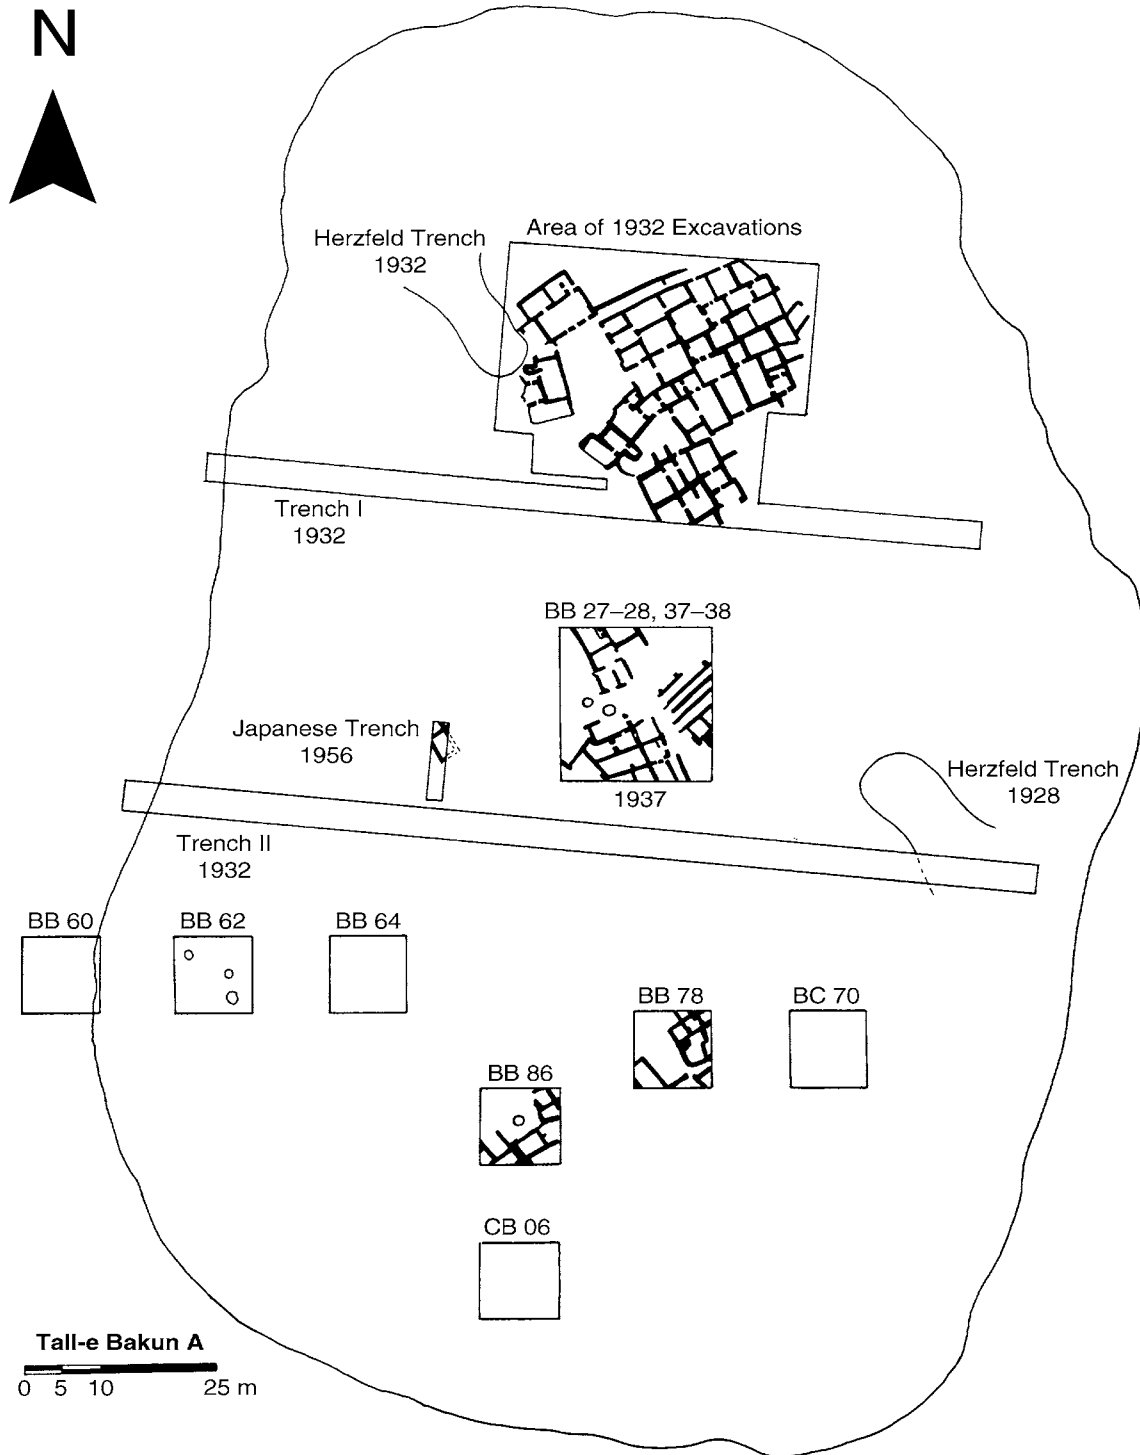 N
Area of 1932 Excavations
Herzfeld Trench
1932
Trench I
1932
BB 27–28, 37–38
1937
Japanese Trench
1956
Herzfeld Trench
1928
Trench II
1932
BB 60
BB 62
BB 64
BB 78
BC 70
BB 86
CB 06
Tall-e Bakun A
0 5 10 25 m